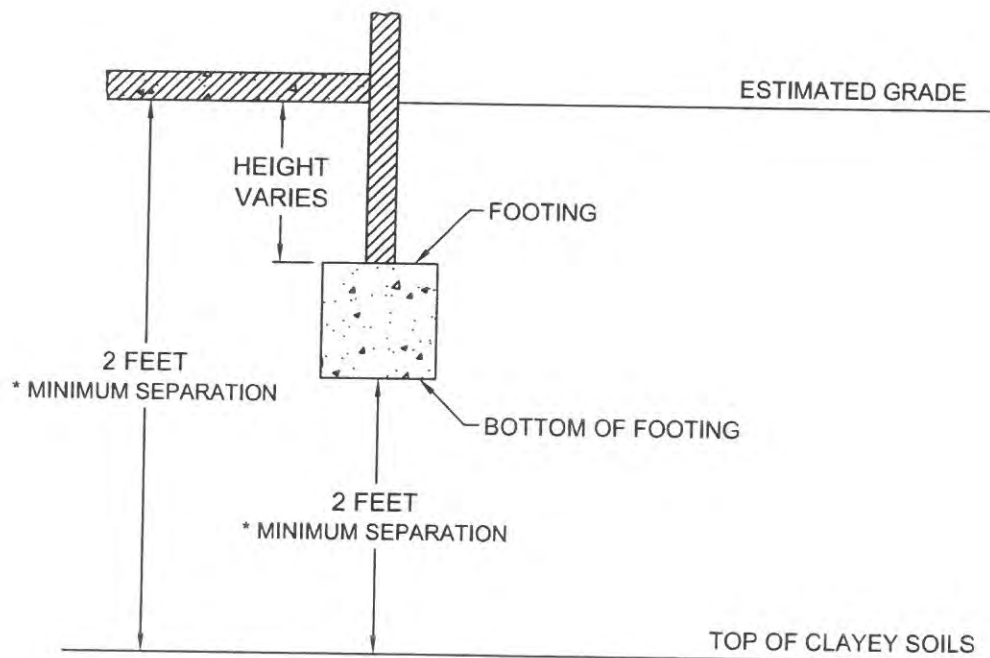 ESTIMATED GRADE
HEIGHT
VARIES
FOOTING
2 FEET
* MINIMUM SEPARATION
BOTTOM OF FOOTING
2 FEET
* MINIMUM SEPARATION
TOP OF CLAYEY SOILS